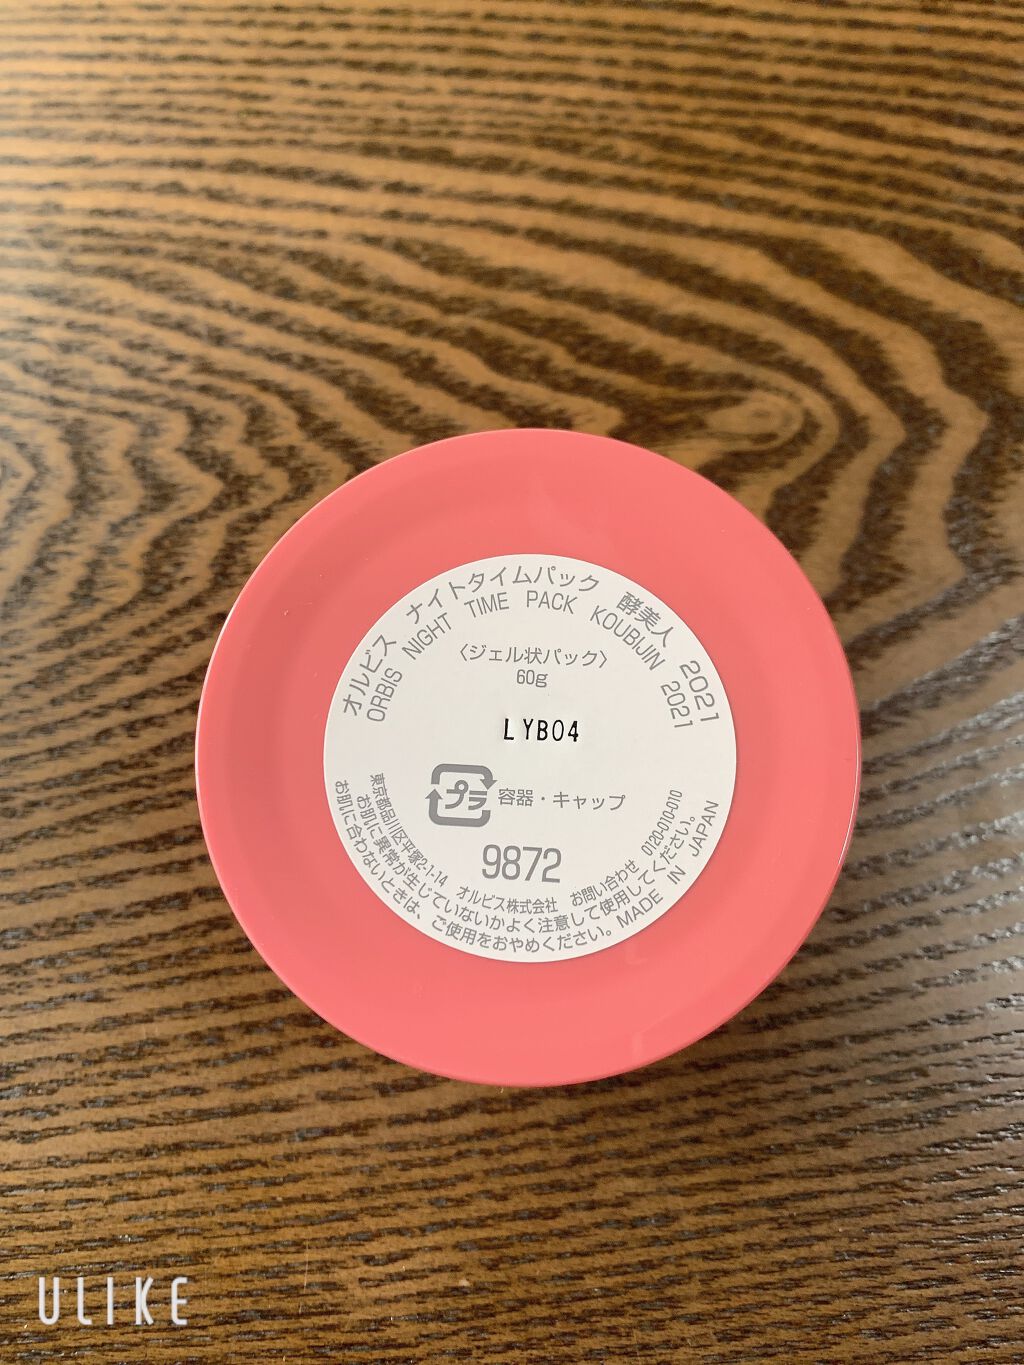 オルビス ナイトタイムパック 酵美人 2021
ORBIS NIGHT TIME PACK KOUBIJIN 2021
〈ジェル状パック〉
60g
LYB04
プラ 容器・キャップ
9872
東京都品川区平塚2-1-14 オルビス株式会社 お問い合わせ 0120-010-010
お肌に異常が生じていないかよく注意して使用してください。
お肌に合わないときは、ご使用をおやめください。MADE IN JAPAN
ULIKE